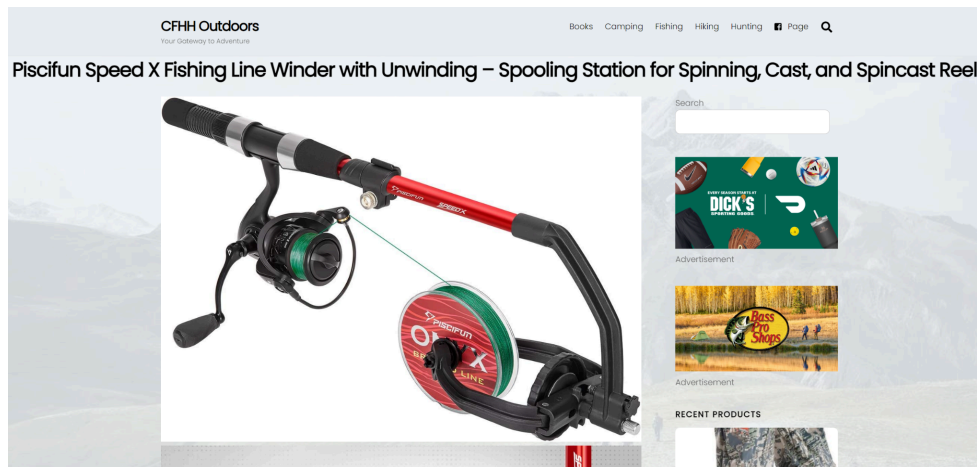 CFHH Outdoors
Your Gateway to Adventure
Books Camping Fishing Hiking Hunting Page
Piscifun Speed X Fishing Line Winder with Unwinding – Spooling Station for Spinning, Cast, and Spincast Reel
PISCIFUN SPEED X
PISCIFUN
LINE
Search
EVERY SEASON STARTS AT
DICK'S
SPORTING GOODS
Advertisement
Bass
Pro
Shops
Advertisement
RECENT PRODUCTS